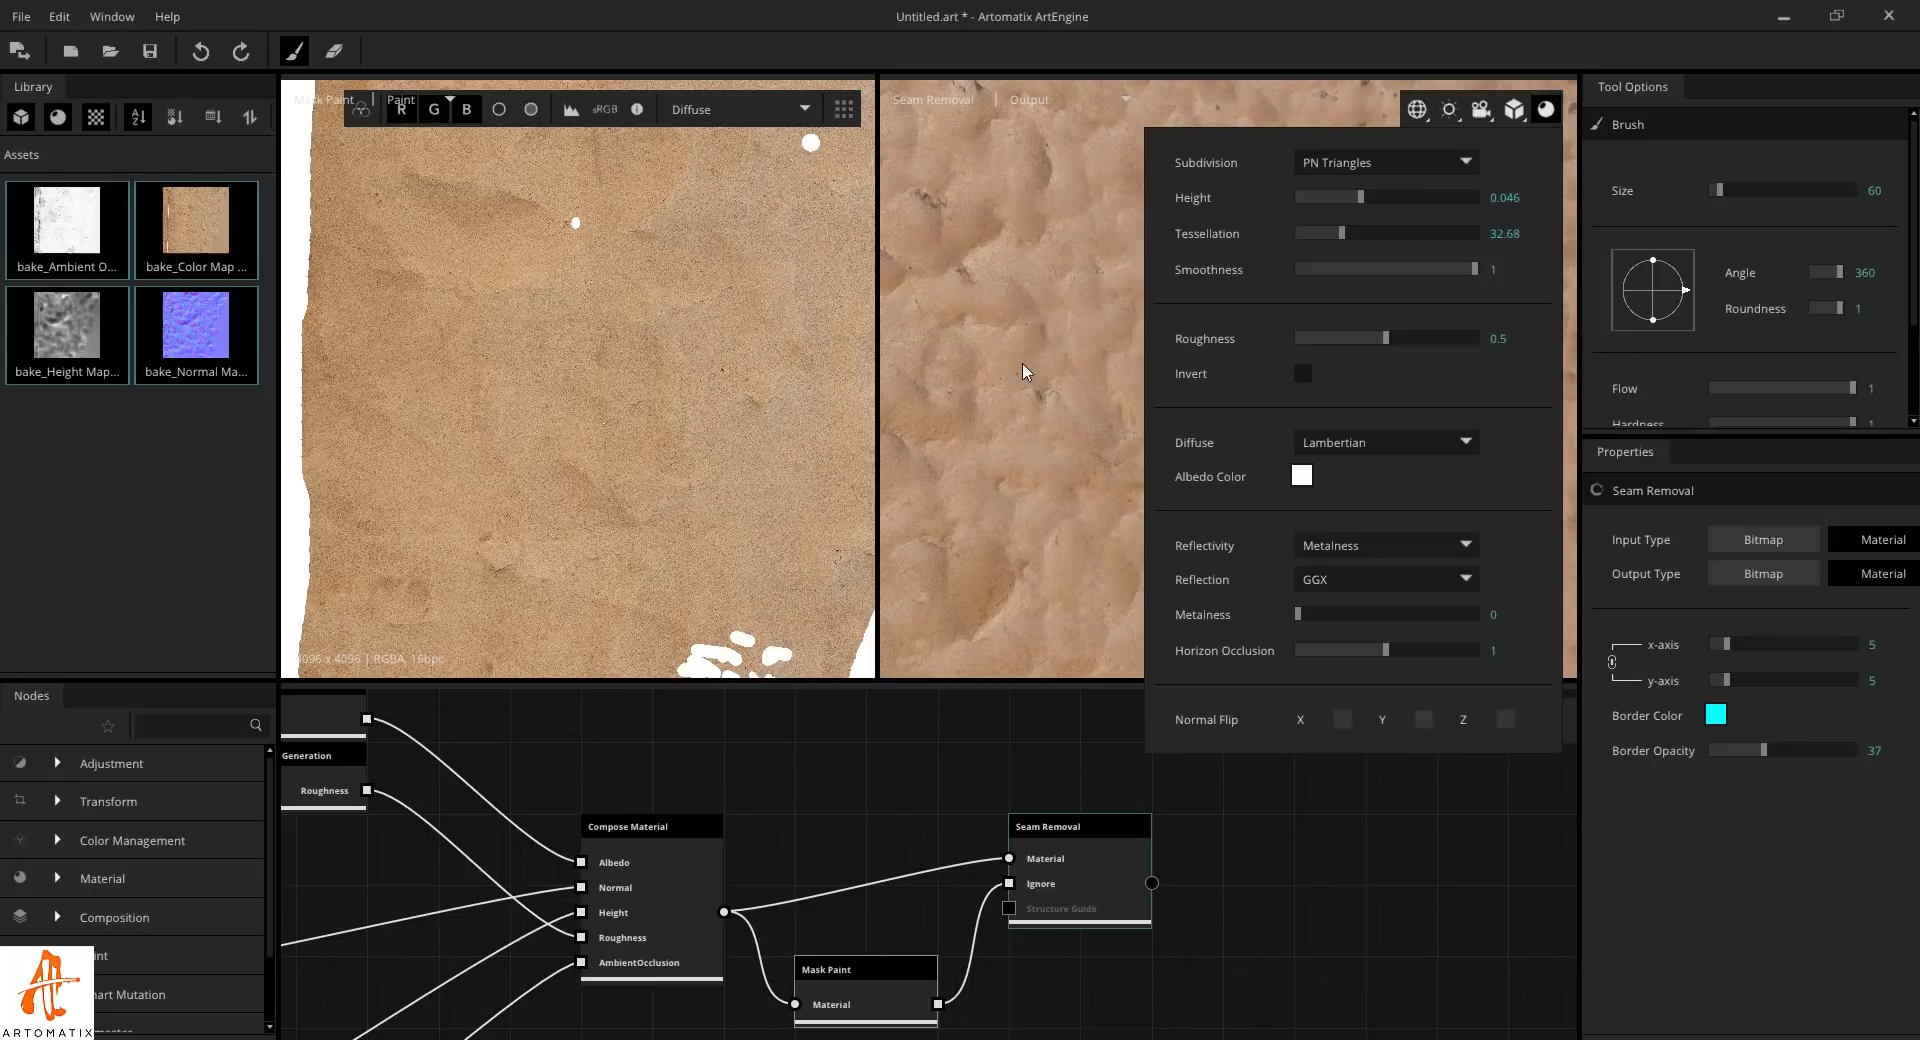 File Edit Window Help
Untitled.art * - Artomatix ArtEngine
Library
Assets
bake_Ambient O...
bake_Color Map ...
bake_Height Map...
bake_Normal Ma...
Mask Paint | Paint
R G B sRGB Diffuse
4096 x 4096 | RGBA, 16bpc
Seam Removal | Output
Subdivision PN Triangles
Height 0.046
Tessellation 32.68
Smoothness 1
Roughness 0.5
Invert
Diffuse Lambertian
Albedo Color
Reflectivity Metalness
Reflection GGX
Metalness 0
Horizon Occlusion 1
Normal Flip X Y Z
Tool Options
Brush
Size 60
Angle 360
Roundness 1
Flow 1
Hardness 1
Properties
Seam Removal
Input Type Bitmap Material
Output Type Bitmap Material
x-axis 5
y-axis 5
Border Color
Border Opacity 37
Nodes
Adjustment
Transform
Color Management
Material
Composition
ARTOMATIX
Generation
Roughness
Compose Material
Albedo
Normal
Height
Roughness
AmbientOcclusion
Mask Paint
Material
Seam Removal
Material
Ignore
Structure Guide